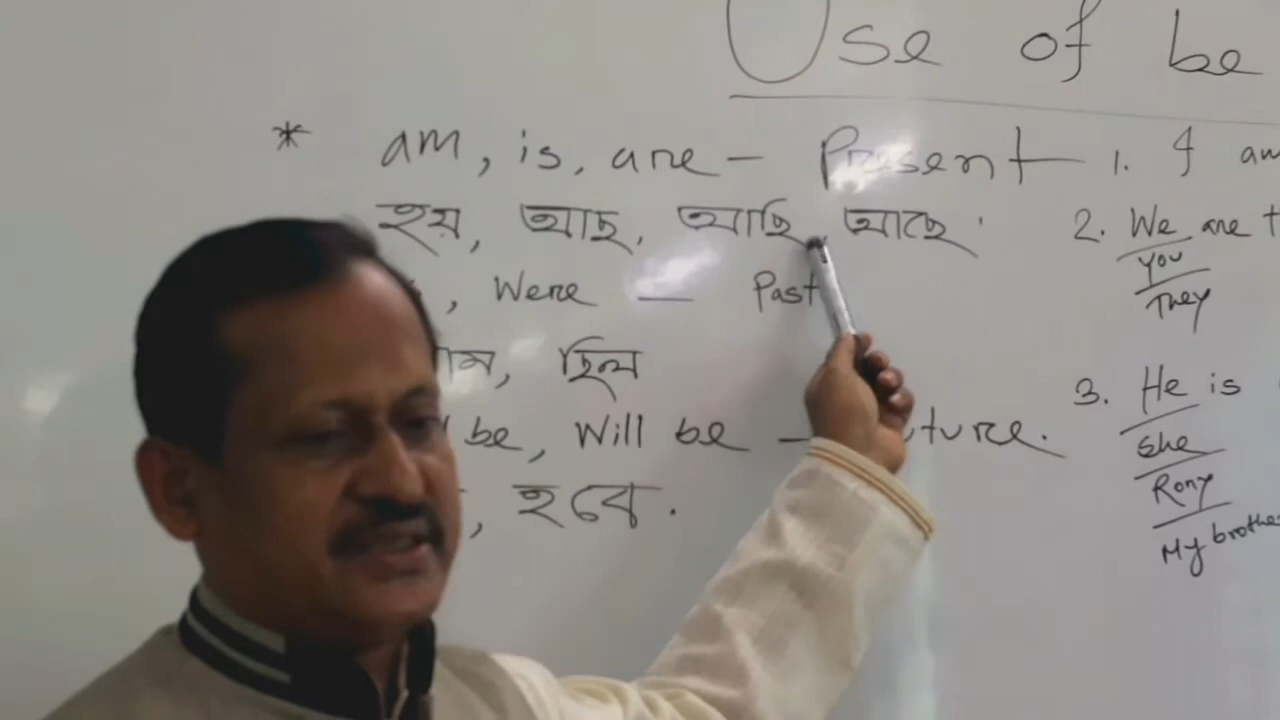 Use of be
* am, is, are – Present
হয়, আছ, আছি, আছে
, Were — Past
ছিল
be, Will be –
, হবে.
1. I am
2. We are
you
They
3. He is
She
Rony
My brother